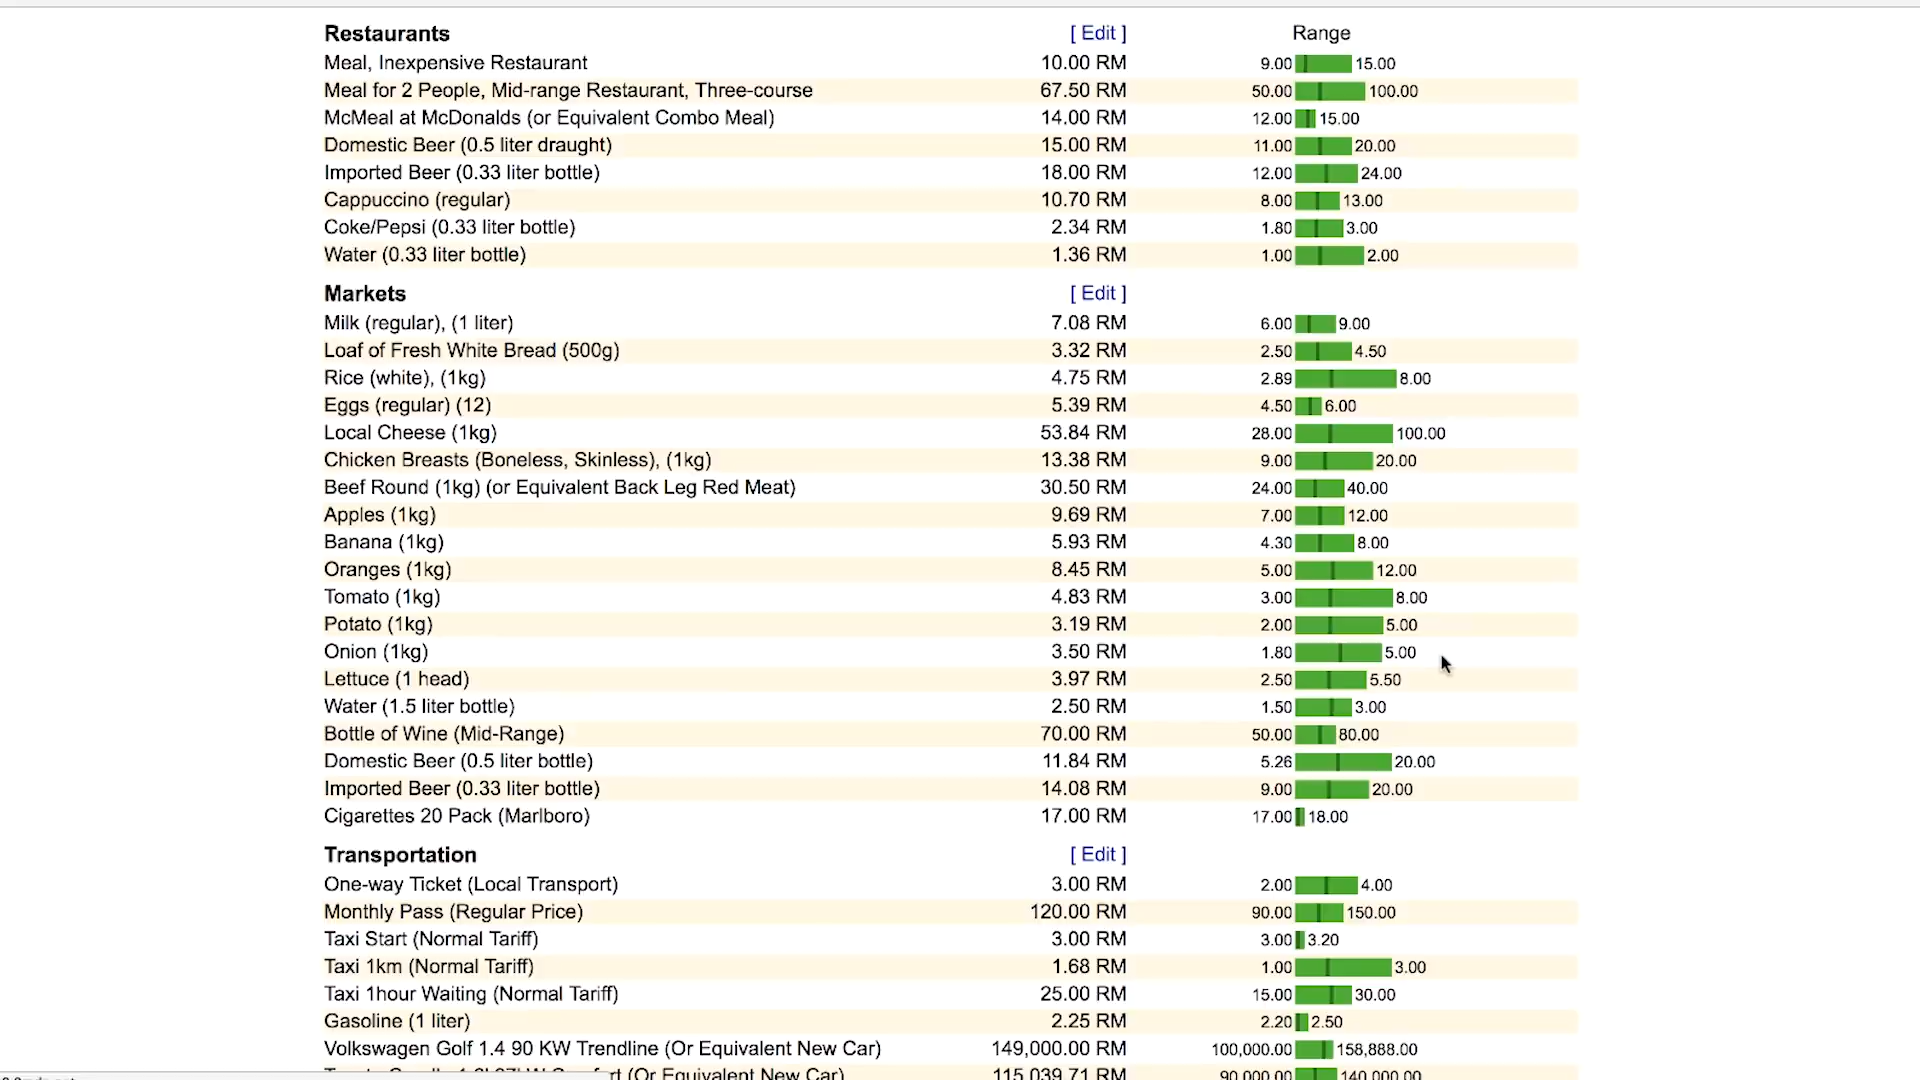 Restaurants [ Edit ] Range
Meal, Inexpensive Restaurant 10.00 RM 9.00 15.00
Meal for 2 People, Mid-range Restaurant, Three-course 67.50 RM 50.00 100.00
McMeal at McDonalds (or Equivalent Combo Meal) 14.00 RM 12.00 15.00
Domestic Beer (0.5 liter draught) 15.00 RM 11.00 20.00
Imported Beer (0.33 liter bottle) 18.00 RM 12.00 24.00
Cappuccino (regular) 10.70 RM 8.00 13.00
Coke/Pepsi (0.33 liter bottle) 2.34 RM 1.80 3.00
Water (0.33 liter bottle) 1.36 RM 1.00 2.00
Markets [ Edit ]
Milk (regular), (1 liter) 7.08 RM 6.00 9.00
Loaf of Fresh White Bread (500g) 3.32 RM 2.50 4.50
Rice (white), (1kg) 4.75 RM 2.89 8.00
Eggs (regular) (12) 5.39 RM 4.50 6.00
Local Cheese (1kg) 53.84 RM 28.00 100.00
Chicken Breasts (Boneless, Skinless), (1kg) 13.38 RM 9.00 20.00
Beef Round (1kg) (or Equivalent Back Leg Red Meat) 30.50 RM 24.00 40.00
Apples (1kg) 9.69 RM 7.00 12.00
Banana (1kg) 5.93 RM 4.30 8.00
Oranges (1kg) 8.45 RM 5.00 12.00
Tomato (1kg) 4.83 RM 3.00 8.00
Potato (1kg) 3.19 RM 2.00 5.00
Onion (1kg) 3.50 RM 1.80 5.00
Lettuce (1 head) 3.97 RM 2.50 5.50
Water (1.5 liter bottle) 2.50 RM 1.50 3.00
Bottle of Wine (Mid-Range) 70.00 RM 50.00 80.00
Domestic Beer (0.5 liter bottle) 11.84 RM 5.26 20.00
Imported Beer (0.33 liter bottle) 14.08 RM 9.00 20.00
Cigarettes 20 Pack (Marlboro) 17.00 RM 17.00 18.00
Transportation [ Edit ]
One-way Ticket (Local Transport) 3.00 RM 2.00 4.00
Monthly Pass (Regular Price) 120.00 RM 90.00 150.00
Taxi Start (Normal Tariff) 3.00 RM 3.00 3.20
Taxi 1km (Normal Tariff) 1.68 RM 1.00 3.00
Taxi 1hour Waiting (Normal Tariff) 25.00 RM 15.00 30.00
Gasoline (1 liter) 2.25 RM 2.20 2.50
Volkswagen Golf 1.4 90 KW Trendline (Or Equivalent New Car) 149,000.00 RM 100,000.00 158,888.00
(Or Equivalent New Car) 115,039.71 RM 90,000.00 140,000.00